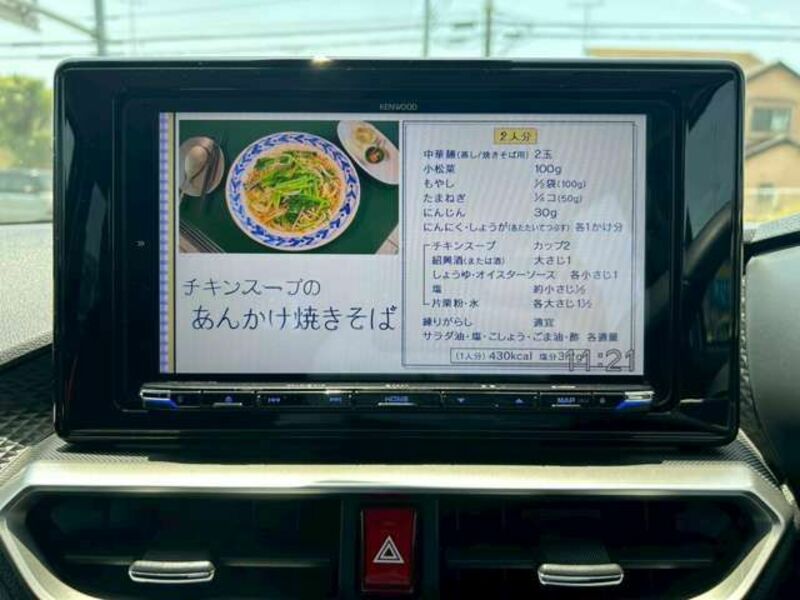 KENWOOD
2人分
中華麺(蒸し/焼きそば用) 2玉
小松菜 100g
もやし ½袋(100g)
たまねぎ ¼コ(50g)
にんじん 30g
にんにく・しょうが(各たたいてつぶす) 各1かけ分
チキンスープ カップ2
紹興酒(または酒) 大さじ1
しょうゆ・オイスターソース 各小さじ1
塩 約小さじ⅓
片栗粉・水 各大さじ1½
練りがらし 適宜
サラダ油・塩・こしょう・ごま油・酢 各適量
(1人分) 430kcal 塩分
11:21
チキンスープの
あんかけ焼きそば
HOME
MAP